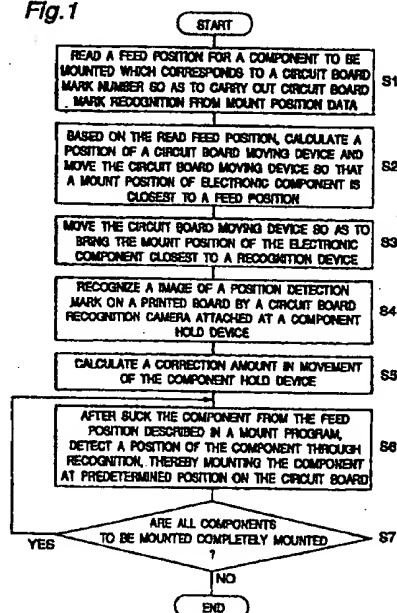 Fig.1
START
READ A FEED POSITION FOR A COMPONENT TO BE
MOUNTED WHICH CORRESPONDS TO A CIRCUIT BOARD
MARK NUMBER SO AS TO CARRY OUT CIRCUIT BOARD
MARK RECOGNITION FROM MOUNT POSITION DATA
S1
BASED ON THE READ FEED POSITION, CALCULATE A
POSITION OF A CIRCUIT BOARD MOVING DEVICE AND
MOVE THE CIRCUIT BOARD MOVING DEVICE SO THAT
A MOUNT POSITION OF ELECTRONIC COMPONENT IS
CLOSEST TO A FEED POSITION
S2
MOVE THE CIRCUIT BOARD MOVING DEVICE SO AS TO
BRING THE MOUNT POSITION OF THE ELECTRONIC
COMPONENT CLOSEST TO A RECOGNITION DEVICE
S3
RECOGNIZE A IMAGE OF A POSITION DETECTION
MARK ON A PRINTED BOARD BY A CIRCUIT BOARD
RECOGNITION CAMERA ATTACHED AT A COMPONENT
HOLD DEVICE
S4
CALCULATE A CORRECTION AMOUNT IN MOVEMENT
OF THE COMPONENT HOLD DEVICE
S5
AFTER SUCK THE COMPONENT FROM THE FEED
POSITION DESCRIBED IN A MOUNT PROGRAM,
DETECT A POSITION OF THE COMPONENT THROUGH
RECOGNITION, THEREBY MOUNTING THE COMPONENT
AT PREDETERMINED POSITION ON THE CIRCUIT BOARD
S6
ARE ALL COMPONENTS
TO BE MOUNTED COMPLETELY MOUNTED
?
S7
YES
NO
END